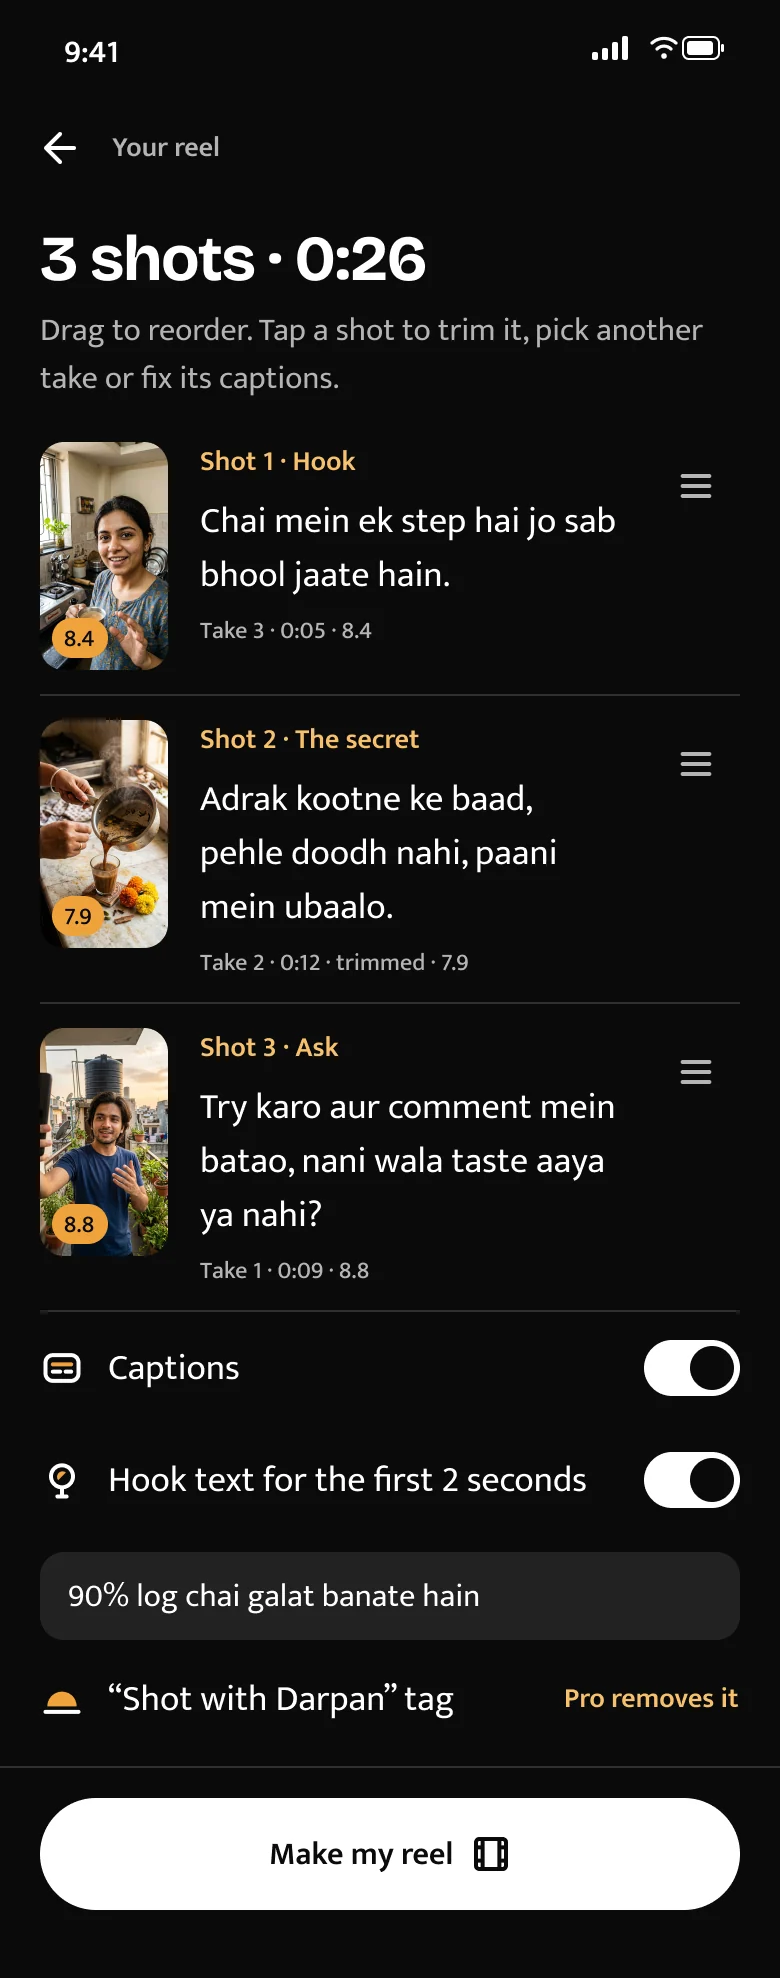 9:41
Your reel
3 shots · 0:26
Drag to reorder. Tap a shot to trim it, pick another
take or fix its captions.
Shot 1 · Hook
Chai mein ek step hai jo sab
bhool jaate hain.
Take 3 · 0:05 · 8.4
8.4
Shot 2 · The secret
Adrak kootne ke baad,
pehle doodh nahi, paani
mein ubaalo.
Take 2 · 0:12 · trimmed · 7.9
7.9
Shot 3 · Ask
Try karo aur comment mein
batao, nani wala taste aaya
ya nahi?
Take 1 · 0:09 · 8.8
8.8
Captions
Hook text for the first 2 seconds
90% log chai galat banate hain
“Shot with Darpan” tag
Pro removes it
Make my reel